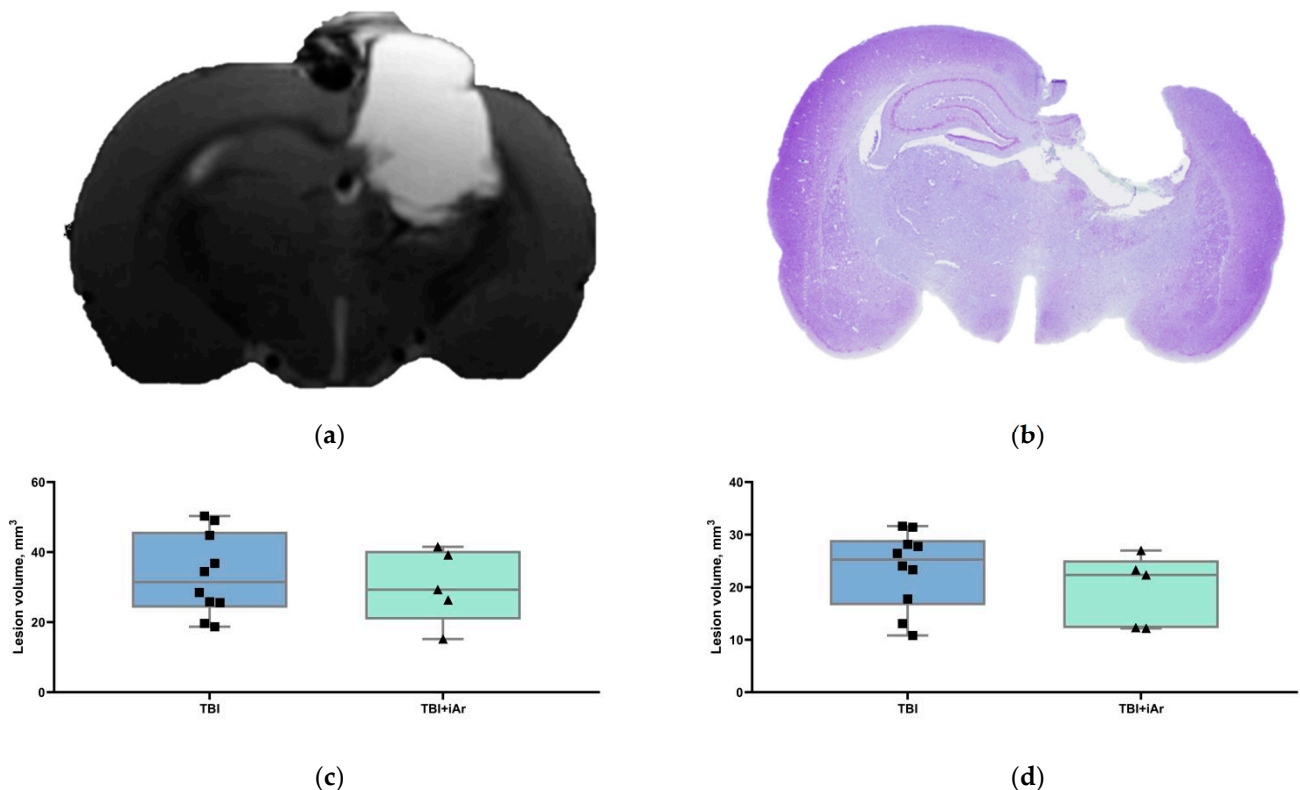 (a)
(b)
Lesion volume, mm³
60
40
20
0
TBI
TBI+iAr
Lesion volume, mm³
40
30
20
10
0
TBI
TBI+iAr
(c)
(d)